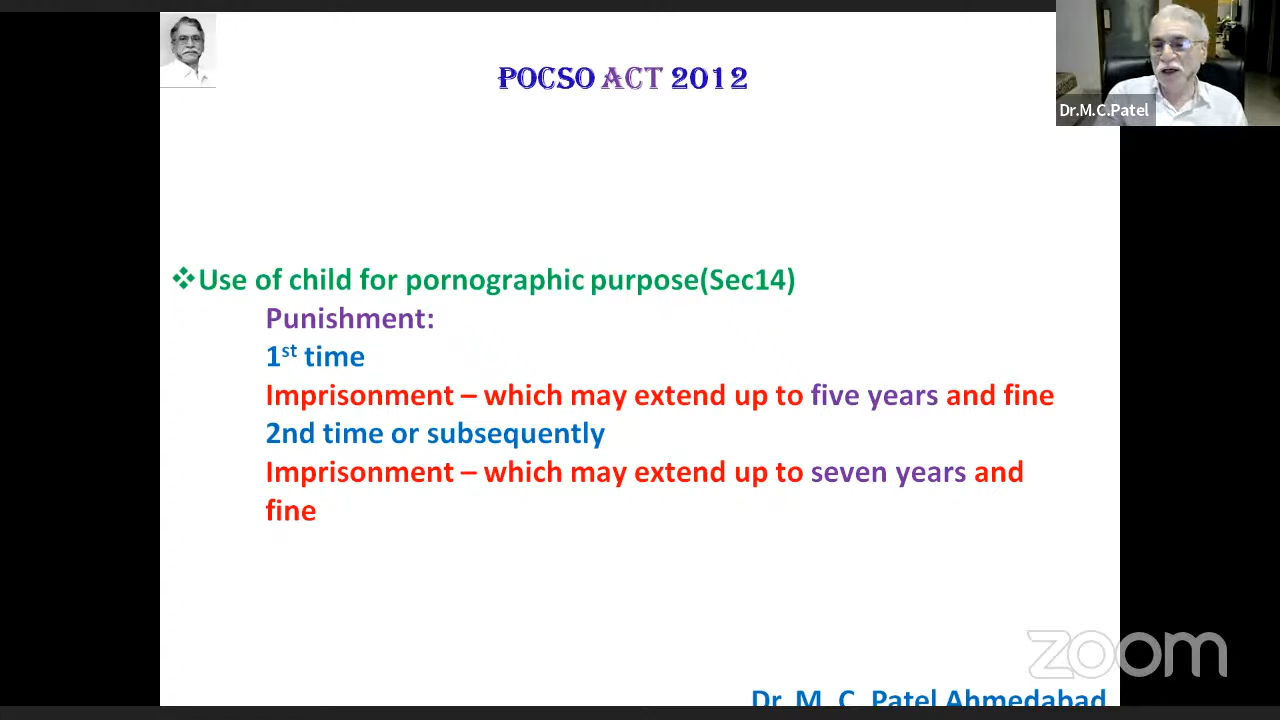 POCSO ACT 2012
Dr.M.C.Patel
❖Use of child for pornographic purpose(Sec14)
Punishment:
1st time
Imprisonment – which may extend up to five years and fine
2nd time or subsequently
Imprisonment – which may extend up to seven years and
fine
zoom
Dr. M. C. Patel Ahmedabad